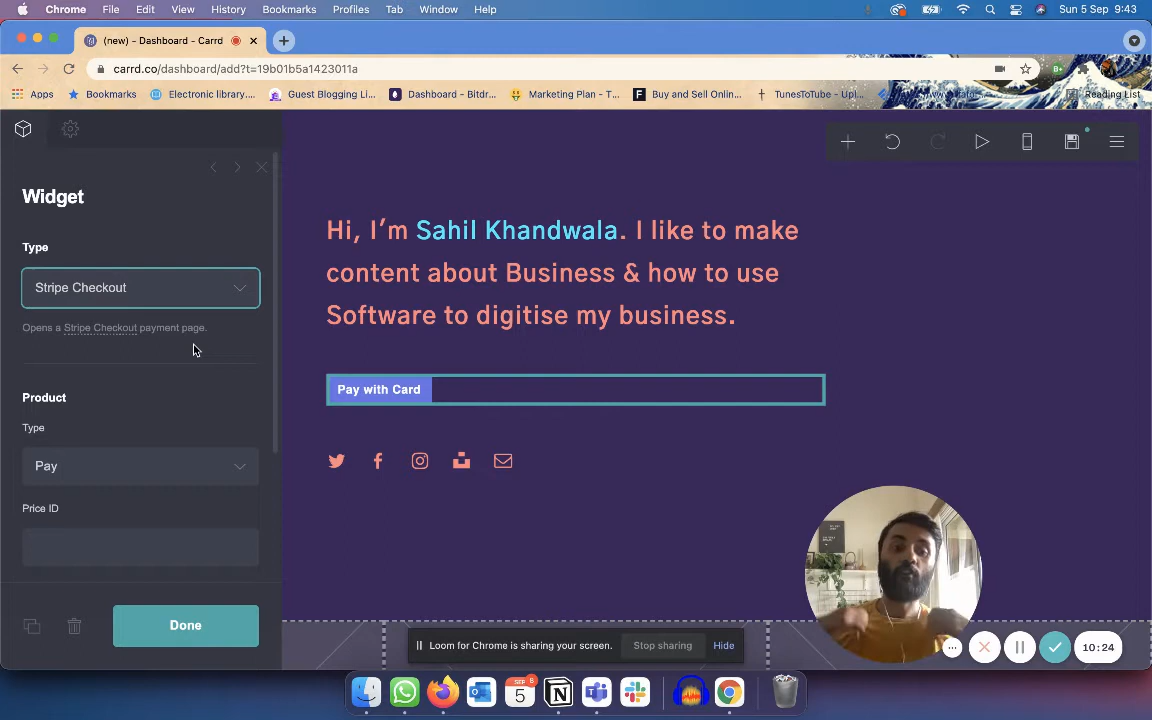 Chrome File Edit View History Bookmarks Profiles Tab Window Help
Sun 5 Sep 9:43
(new) - Dashboard - Carrd
carrd.co/dashboard/add?t=19b01b5a1423011a
Apps Bookmarks Electronic library.... Guest Blogging Li... Dashboard - Bitdr... Marketing Plan - T... Buy and Sell Onlin... TunesToTube - Upl...
Reading List
Widget
Type
Stripe Checkout
Opens a Stripe Checkout payment page.
Product
Type
Pay
Price ID
Done
Hi, I'm Sahil Khandwala. I like to make
content about Business & how to use
Software to digitise my business.
Pay with Card
Loom for Chrome is sharing your screen.
Stop sharing
Hide
10:24
SEP
5